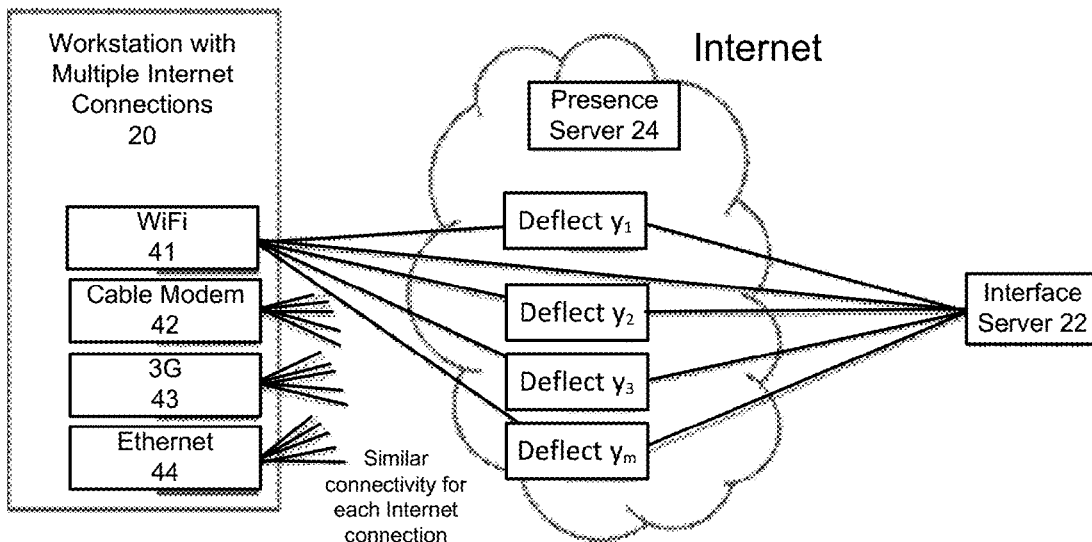 Workstation with
Multiple Internet
Connections
20
WiFi
41
Cable Modem
42
3G
43
Ethernet
44
Similar
connectivity for
each Internet
connection
Internet
Presence
Server 24
Deflect y₁
Deflect y₂
Deflect y₃
Deflect yₘ
Interface
Server 22